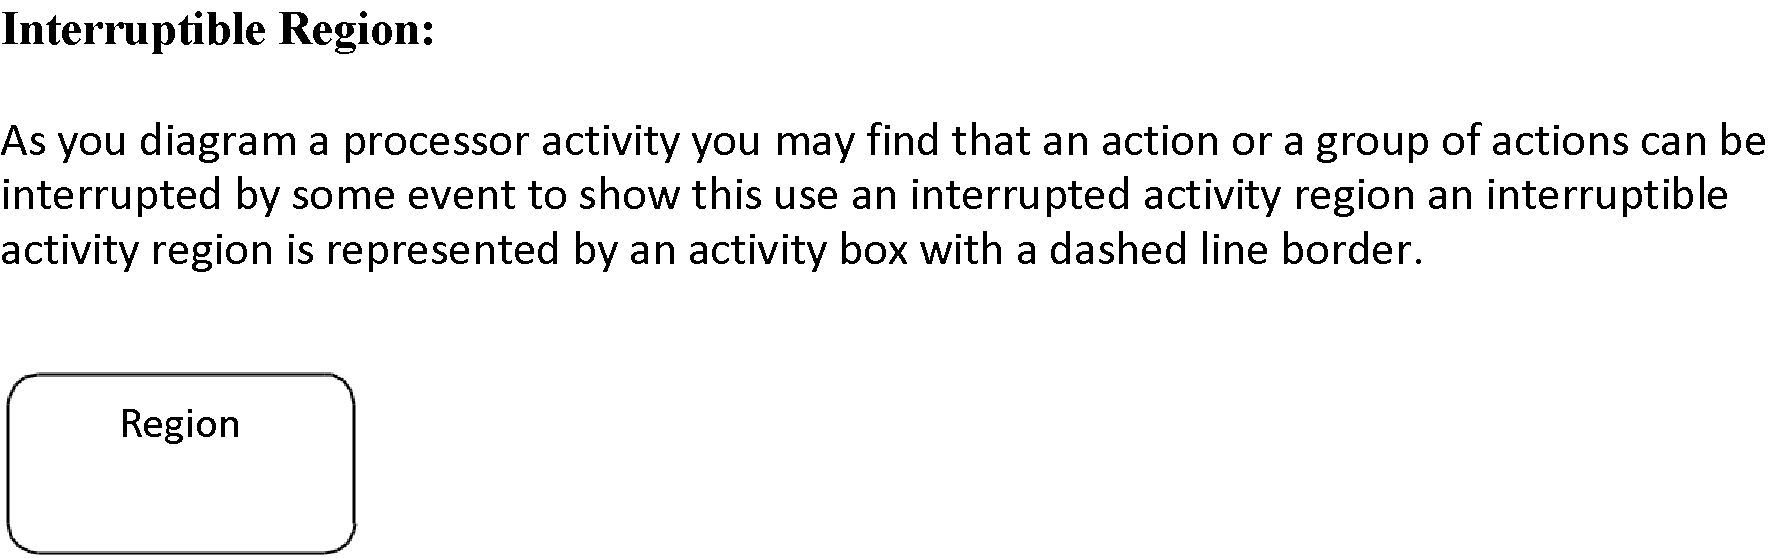 Interruptible Region:
As you diagram a processor activity you may find that an action or a group of actions can be
interrupted by some event to show this use an interrupted activity region an interruptible
activity region is represented by an activity box with a dashed line border.
Region